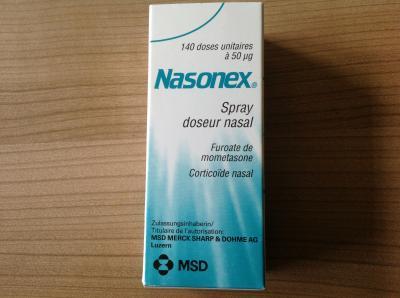 140 doses unitaires
à 50 µg
Nasonex®
Spray
doseur nasal
Furoate de
mometasone
Corticoïde nasal
Zulassungsinhaberin/
Titulaire de l'autorisation:
MSD MERCK SHARP & DOHME AG
Luzern
MSD